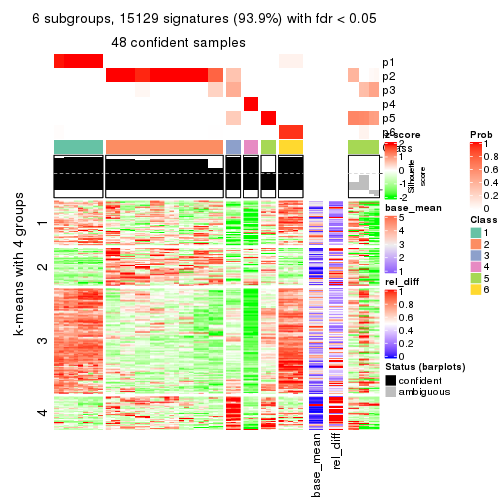 6 subgroups, 15129 signatures (93.9%) with fdr < 0.05
48 confident samples
p1
p2
p3
p4
p5
p6
Class
Silhouette
score
k-means with 4 groups
1
2
3
4
base_mean
rel_diff
z-score
2
1
0
-1
-2
base_mean
5
4
3
2
1
rel_diff
1
0.8
0.6
0.4
0.2
0
Status (barplots)
confident
ambiguous
Prob
1
0.8
0.6
0.4
0.2
0
Class
1
2
3
4
5
6